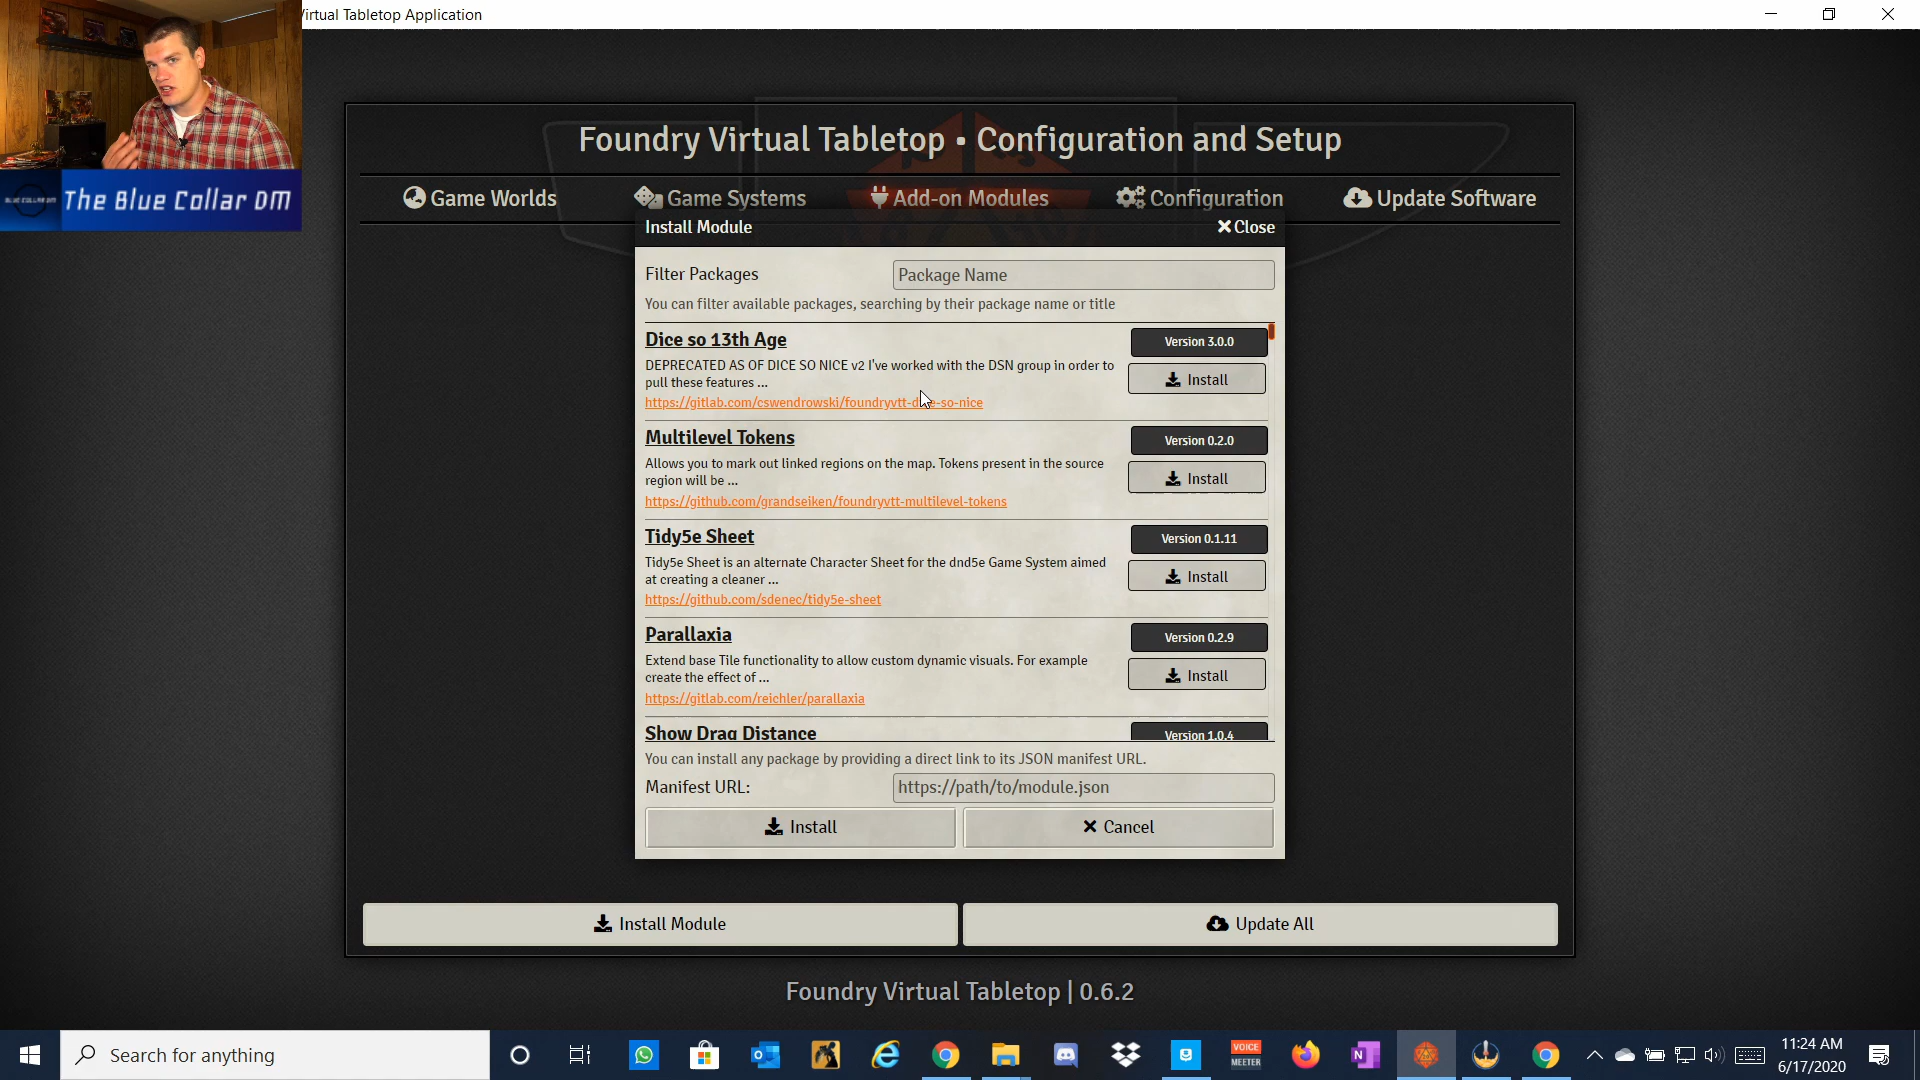 Virtual Tabletop Application
The Blue Collar DM
Foundry Virtual Tabletop • Configuration and Setup
Game Worlds
Game Systems
Add-on Modules
Configuration
Update Software
Install Module
Close
Filter Packages
Package Name
You can filter available packages, searching by their package name or title
Dice so 13th Age
Version 3.0.0
DEPRECATED AS OF DICE SO NICE v2 I've worked with the DSN group in order to
pull these features ...
Install
https://gitlab.com/cswendrowski/foundryvtt-dice-so-nice
Multilevel Tokens
Version 0.2.0
Allows you to mark out linked regions on the map. Tokens present in the source
region will be ...
Install
https://github.com/grandseiken/foundryvtt-multilevel-tokens
Tidy5e Sheet
Version 0.1.11
Tidy5e Sheet is an alternate Character Sheet for the dnd5e Game System aimed
at creating a cleaner ...
Install
https://github.com/sdenec/tidy5e-sheet
Parallaxia
Version 0.2.9
Extend base Tile functionality to allow custom dynamic visuals. For example
create the effect of ...
Install
https://gitlab.com/reichler/parallaxia
Show Drag Distance
Version 1.0.4
You can install any package by providing a direct link to its JSON manifest URL.
Manifest URL:
https://path/to/module.json
Install
Cancel
Install Module
Update All
Foundry Virtual Tabletop | 0.6.2
Search for anything
VOICE
MEETER
11:24 AM
6/17/2020